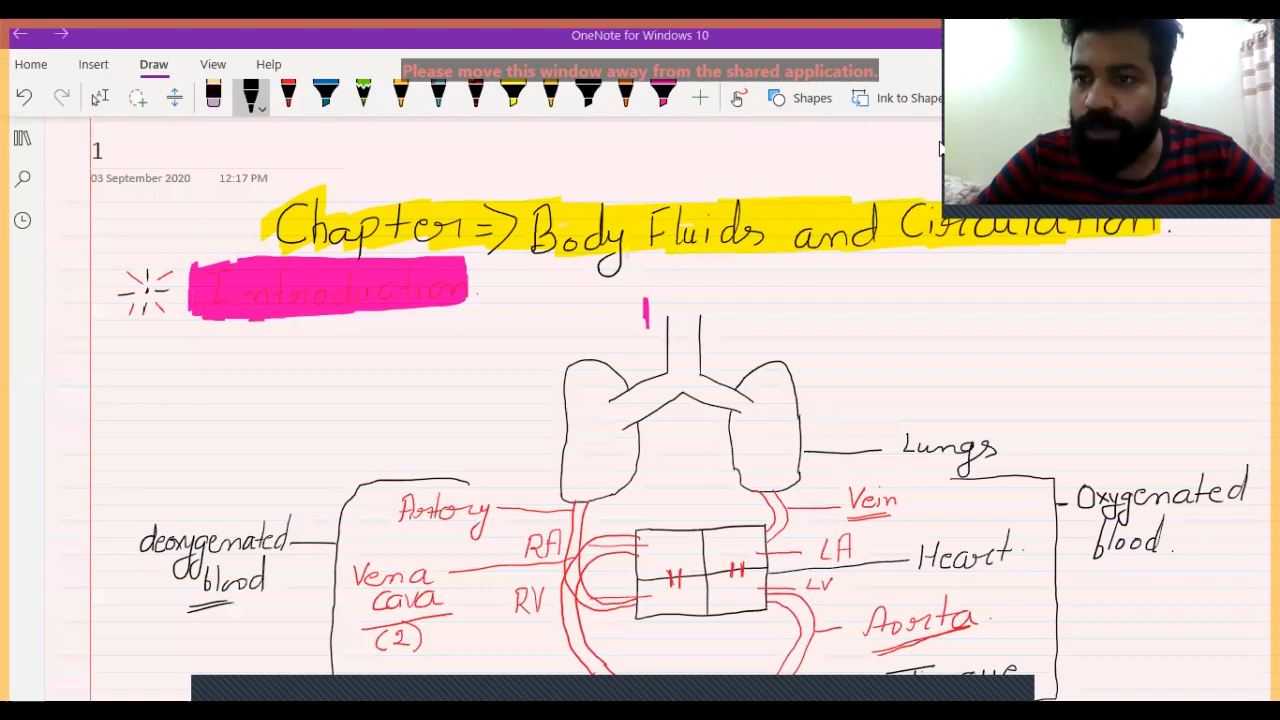 OneNote for Windows 10
Home Insert Draw View Help
Please move this window away from the shared application.
Shapes Ink to Shape
1
03 September 2020 12:17 PM
Chapter => Body Fluids and Circulation.
Introduction.
Lungs
Artory Vein Oxygenated
blood.
deoxygenated
blood
RA LA Heart.
Vena
cava
(2)
RV LV
Aorta.